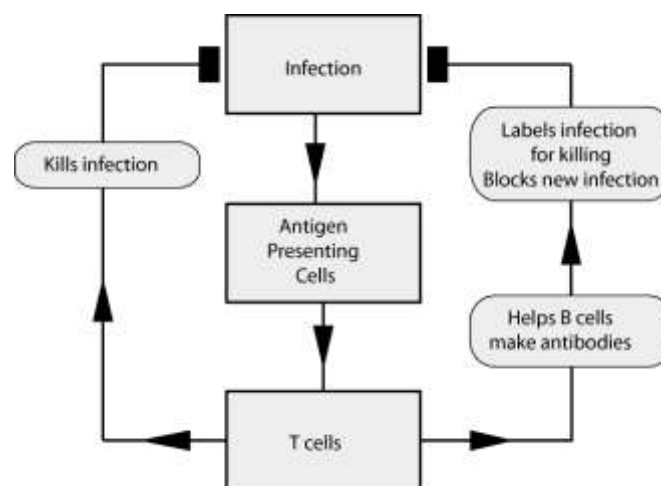 Infection
Kills infection
Labels infection
for killing
Blocks new infection
Antigen
Presenting
Cells
Helps B cells
make antibodies
T cells